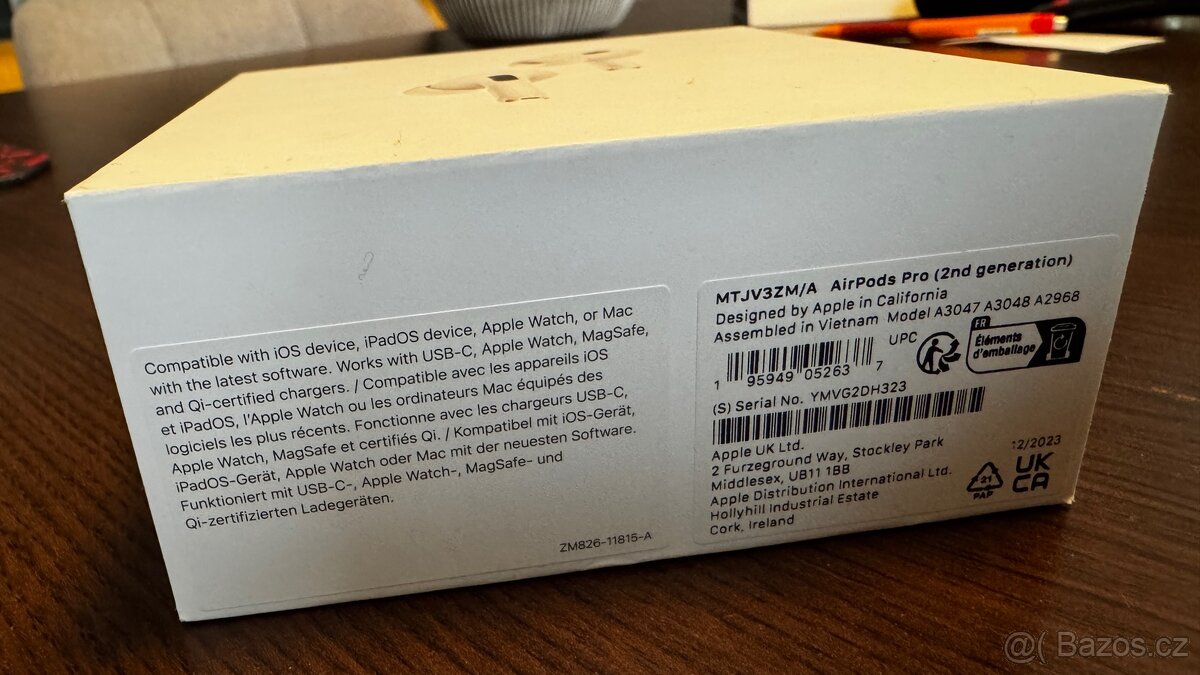 Compatible with iOS device, iPadOS device, Apple Watch, or Mac
with the latest software. Works with USB-C, Apple Watch, MagSafe,
and Qi-certified chargers. / Compatible avec les appareils iOS
et iPadOS, l'Apple Watch ou les ordinateurs Mac équipés des
logiciels les plus récents. Fonctionne avec les chargeurs USB-C,
Apple Watch, MagSafe et certifiés Qi. / Kompatibel mit iOS-Gerät,
iPadOS-Gerät, Apple Watch oder Mac mit der neuesten Software.
Funktioniert mit USB-C-, Apple Watch-, MagSafe- und
Qi-zertifizierten Ladegeräten.
ZM826-11815-A
MTJV3ZM/A AirPods Pro (2nd generation)
Designed by Apple in California
Assembled in Vietnam Model A3047 A3048 A2968
UPC
1 95949 05263 7
FR
Éléments
d'emballage
(S) Serial No. YMVG2DH323
Apple UK Ltd.
2 Furzeground Way, Stockley Park
Middlesex, UB11 1BB
Apple Distribution International Ltd.
Hollyhill Industrial Estate
Cork, Ireland
12/2023
21
PAP
UK
CA
@( Bazos.cz